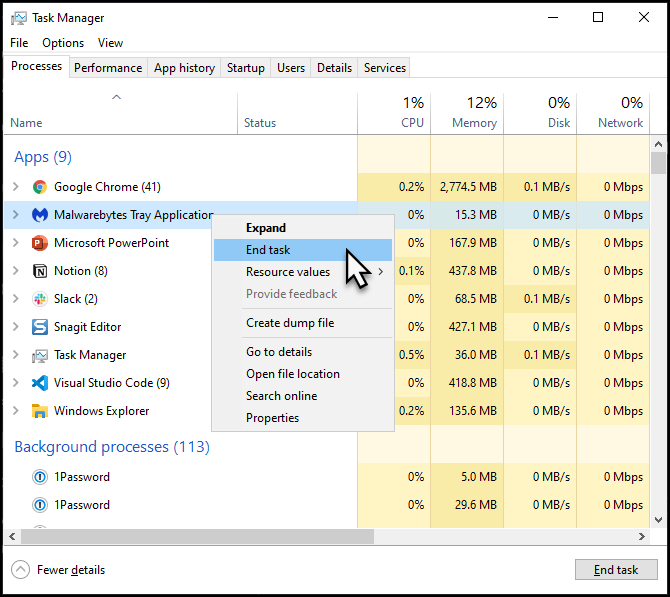 Task Manager
File Options View
Processes Performance App history Startup Users Details Services
1% 12% 0% 0%
Name Status CPU Memory Disk Network
Apps (9)
Google Chrome (41) 0.2% 2,774.5 MB 0.1 MB/s 0 Mbps
Malwarebytes Tray Application 0% 15.3 MB 0 MB/s 0 Mbps
Expand
Microsoft PowerPoint 0% 167.9 MB 0 MB/s 0 Mbps
End task
Notion (8) 0.1% 437.8 MB 0 MB/s 0 Mbps
Resource values
Provide feedback
Slack (2) 0% 68.5 MB 0.1 MB/s 0 Mbps
Snagit Editor 0% 427.1 MB 0 MB/s 0 Mbps
Create dump file
Task Manager 0.5% 36.0 MB 0.1 MB/s 0 Mbps
Go to details
Open file location
Visual Studio Code (9) 0% 418.8 MB 0 MB/s 0 Mbps
Search online
Windows Explorer 0.2% 135.6 MB 0 MB/s 0 Mbps
Properties
Background processes (113)
1Password 0% 5.0 MB 0 MB/s 0 Mbps
1Password 0% 29.6 MB 0 MB/s 0 Mbps
Fewer details End task